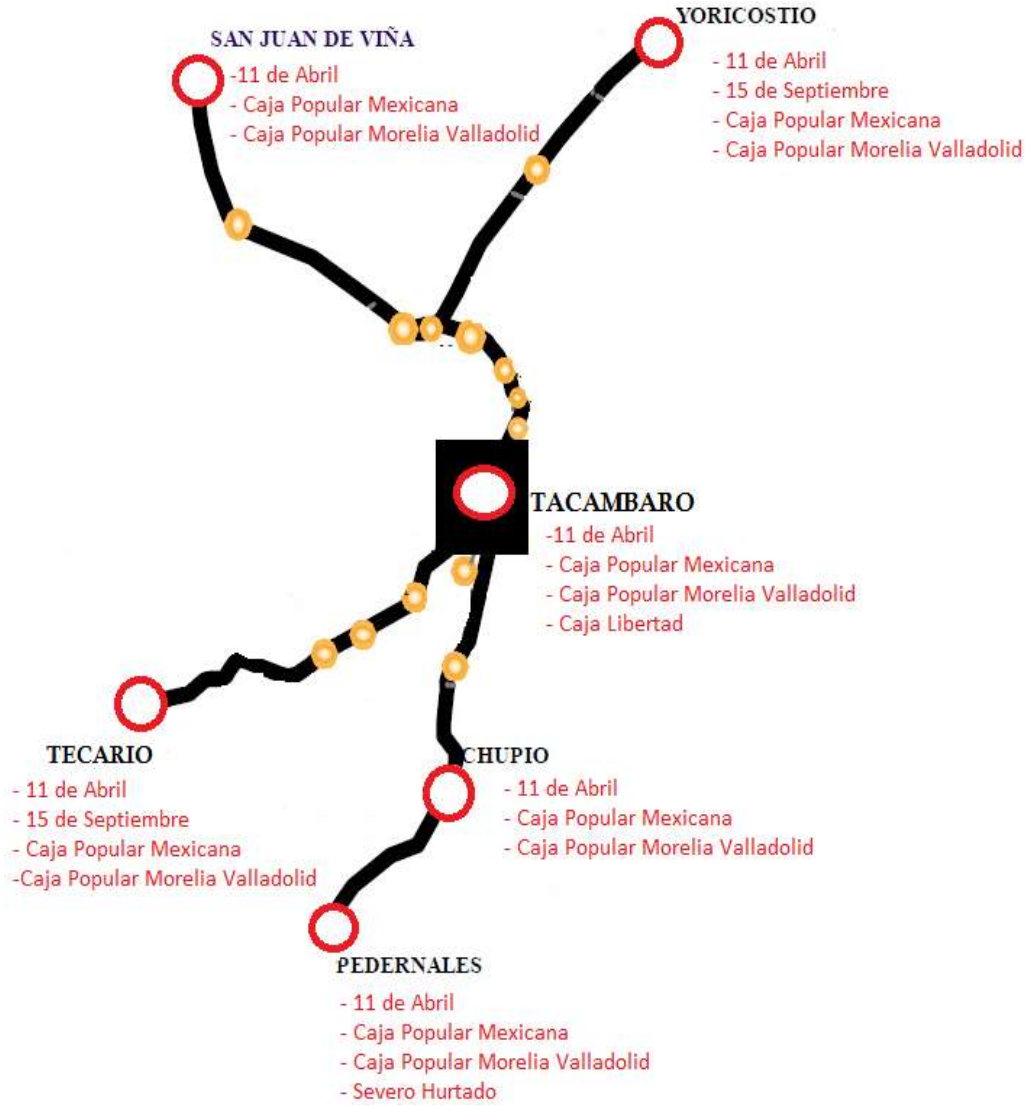 SAN JUAN DE VIÑA
-11 de Abril
- Caja Popular Mexicana
- Caja Popular Morelia Valladolid
YORICOSTIO
- 11 de Abril
- 15 de Septiembre
- Caja Popular Mexicana
- Caja Popular Morelia Valladolid
TACAMBARO
-11 de Abril
- Caja Popular Mexicana
- Caja Popular Morelia Valladolid
- Caja Libertad
TECARIO
- 11 de Abril
- 15 de Septiembre
- Caja Popular Mexicana
-Caja Popular Morelia Valladolid
CHUPIO
- 11 de Abril
- Caja Popular Mexicana
- Caja Popular Morelia Valladolid
PEDERNALES
- 11 de Abril
- Caja Popular Mexicana
- Caja Popular Morelia Valladolid
- Severo Hurtado